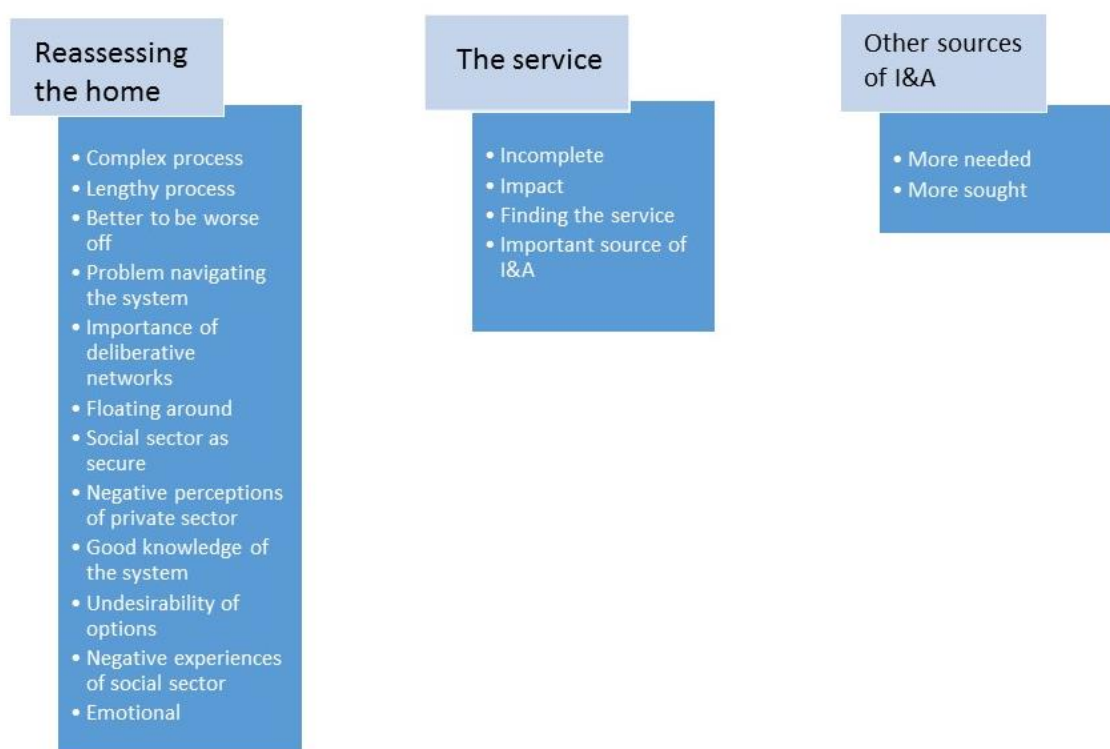 Reassessing
the home
• Complex process
• Lengthy process
• Better to be worse
off
• Problem navigating
the system
• Importance of
deliberative
networks
• Floating around
• Social sector as
secure
• Negative perceptions
of private sector
• Good knowledge of
the system
• Undesirability of
options
• Negative experiences
of social sector
• Emotional
The service
• Incomplete
• Impact
• Finding the service
• Important source of
I&A
Other sources
of I&A
• More needed
• More sought